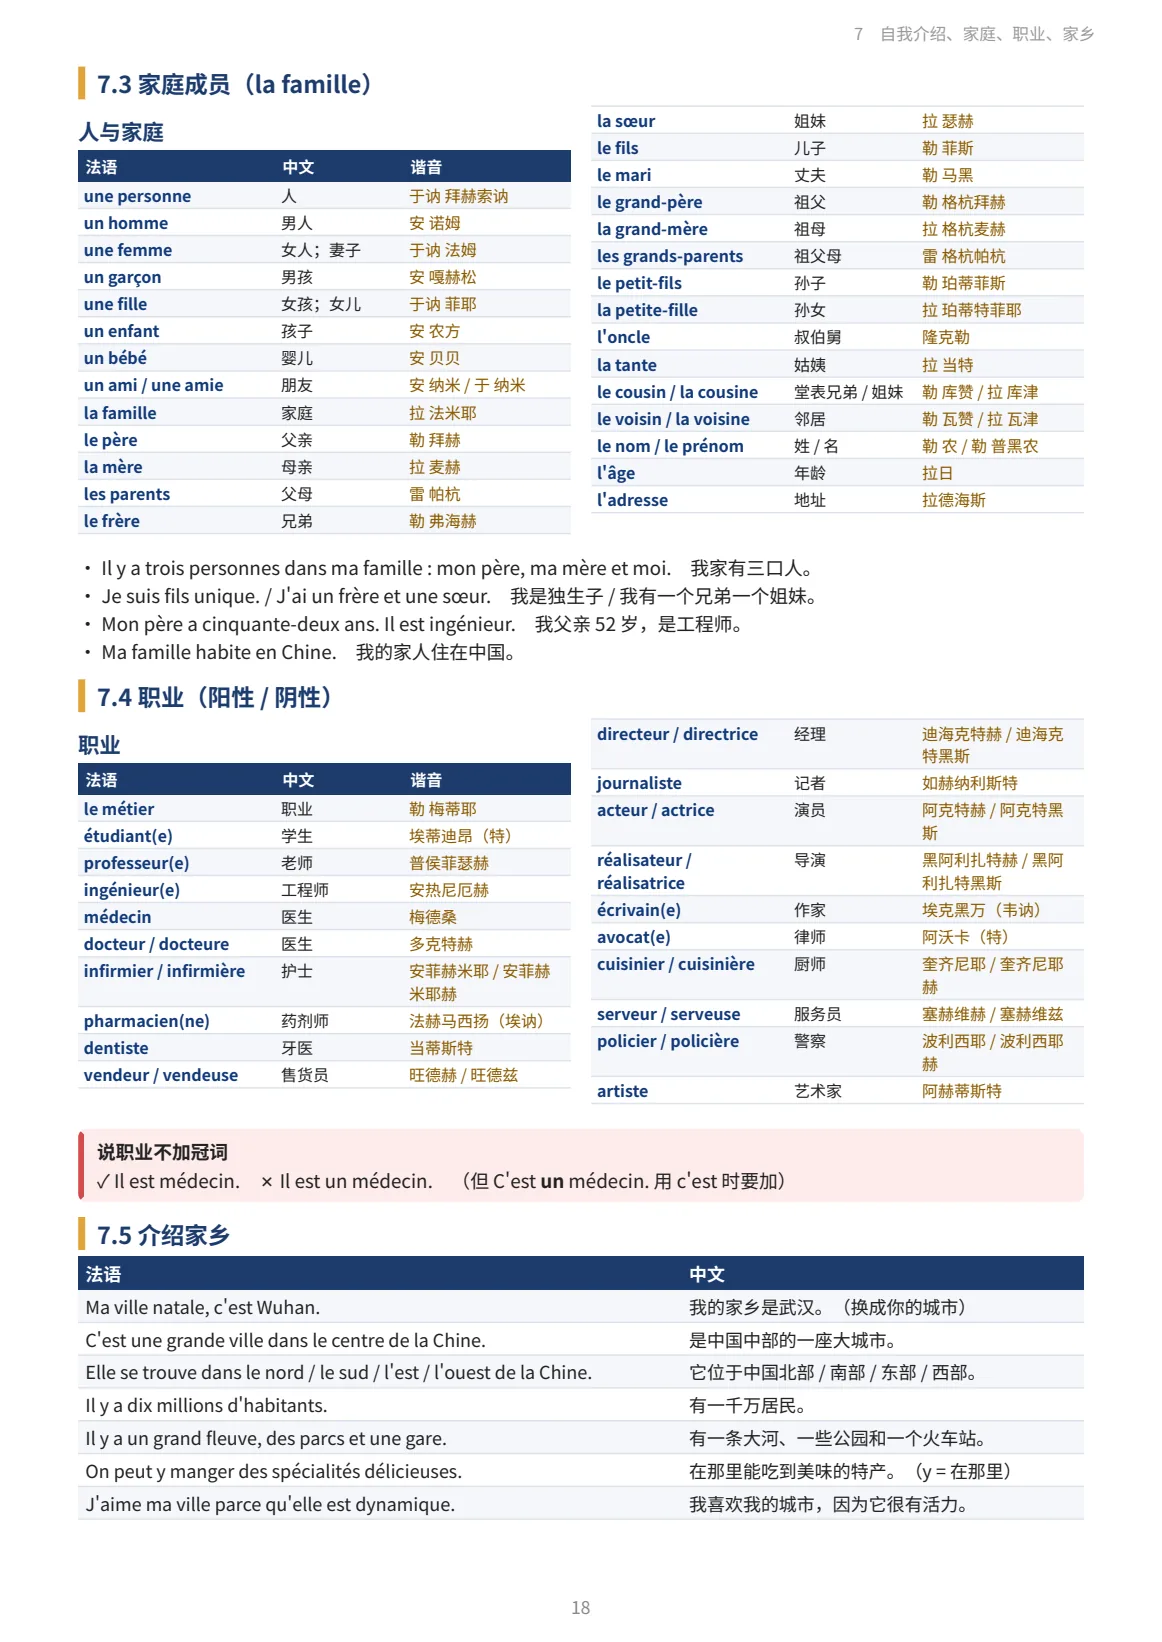 7 自我介绍、家庭、职业、家乡
7.3 家庭成员（la famille）
人与家庭
法语 中文 谐音
une personne 人 于讷 拜赫索讷
un homme 男人 安 诺姆
une femme 女人；妻子 于讷 法姆
un garçon 男孩 安 嘎赫松
une fille 女孩；女儿 于讷 菲耶
un enfant 孩子 安 农方
un bébé 婴儿 安 贝贝
un ami / une amie 朋友 安 纳米 / 于 纳米
la famille 家庭 拉 法米耶
le père 父亲 勒 拜赫
la mère 母亲 拉 麦赫
les parents 父母 雷 帕杭
le frère 兄弟 勒 弗海赫
la sœur 姐妹 拉 瑟赫
le fils 儿子 勒 菲斯
le mari 丈夫 勒 马黑
le grand-père 祖父 勒 格杭拜赫
la grand-mère 祖母 拉 格杭麦赫
les grands-parents 祖父母 雷 格杭帕杭
le petit-fils 孙子 勒 珀蒂菲斯
la petite-fille 孙女 拉 珀蒂特菲耶
l'oncle 叔伯舅 隆克勒
la tante 姑姨 拉 当特
le cousin / la cousine 堂表兄弟 / 姐妹 勒 库赞 / 拉 库津
le voisin / la voisine 邻居 勒 瓦赞 / 拉 瓦津
le nom / le prénom 姓 / 名 勒 农 / 勒 普黑农
l'âge 年龄 拉日
l'adresse 地址 拉德海斯
• Il y a trois personnes dans ma famille : mon père, ma mère et moi. 我家有三口人。
• Je suis fils unique. / J'ai un frère et une sœur. 我是独生子 / 我有一个兄弟一个姐妹。
• Mon père a cinquante-deux ans. Il est ingénieur. 我父亲 52 岁，是工程师。
• Ma famille habite en Chine. 我的家人住在中国。
7.4 职业（阳性 / 阴性）
职业
法语 中文 谐音
le métier 职业 勒 梅蒂耶
étudiant(e) 学生 埃蒂迪昂（特）
professeur(e) 老师 普侯菲瑟赫
ingénieur(e) 工程师 安热尼厄赫
médecin 医生 梅德桑
docteur / docteure 医生 多克特赫
infirmier / infirmière 护士 安菲赫米耶 / 安菲赫
米耶赫
pharmacien(ne) 药剂师 法赫马西扬（埃讷）
dentiste 牙医 当蒂斯特
vendeur / vendeuse 售货员 旺德赫 / 旺德兹
directeur / directrice 经理 迪海克特赫 / 迪海克
特黑斯
journaliste 记者 如赫纳利斯特
acteur / actrice 演员 阿克特赫 / 阿克特黑
斯
réalisateur / 导演 黑阿利扎特赫 / 黑阿
réalisatrice 利扎特黑斯
écrivain(e) 作家 埃克黑万（韦讷）
avocat(e) 律师 阿沃卡（特）
cuisinier / cuisinière 厨师 奎齐尼耶 / 奎齐尼耶
赫
serveur / serveuse 服务员 塞赫维赫 / 塞赫维兹
policier / policière 警察 波利西耶 / 波利西耶
赫
artiste 艺术家 阿赫蒂斯特
说职业不加冠词
✓ Il est médecin. × Il est un médecin. （但 C'est un médecin. 用 c'est 时要加）
7.5 介绍家乡
法语 中文
Ma ville natale, c'est Wuhan. 我的家乡是武汉。（换成你的城市）
C'est une grande ville dans le centre de la Chine. 是中国中部的一座大城市。
Elle se trouve dans le nord / le sud / l'est / l'ouest de la Chine. 它位于中国北部 / 南部 / 东部 / 西部。
Il y a dix millions d'habitants. 有一千万居民。
Il y a un grand fleuve, des parcs et une gare. 有一条大河、一些公园和一个火车站。
On peut y manger des spécialités délicieuses. 在那里能吃到美味的特产。（y = 在那里）
J'aime ma ville parce qu'elle est dynamique. 我喜欢我的城市，因为它很有活力。
18